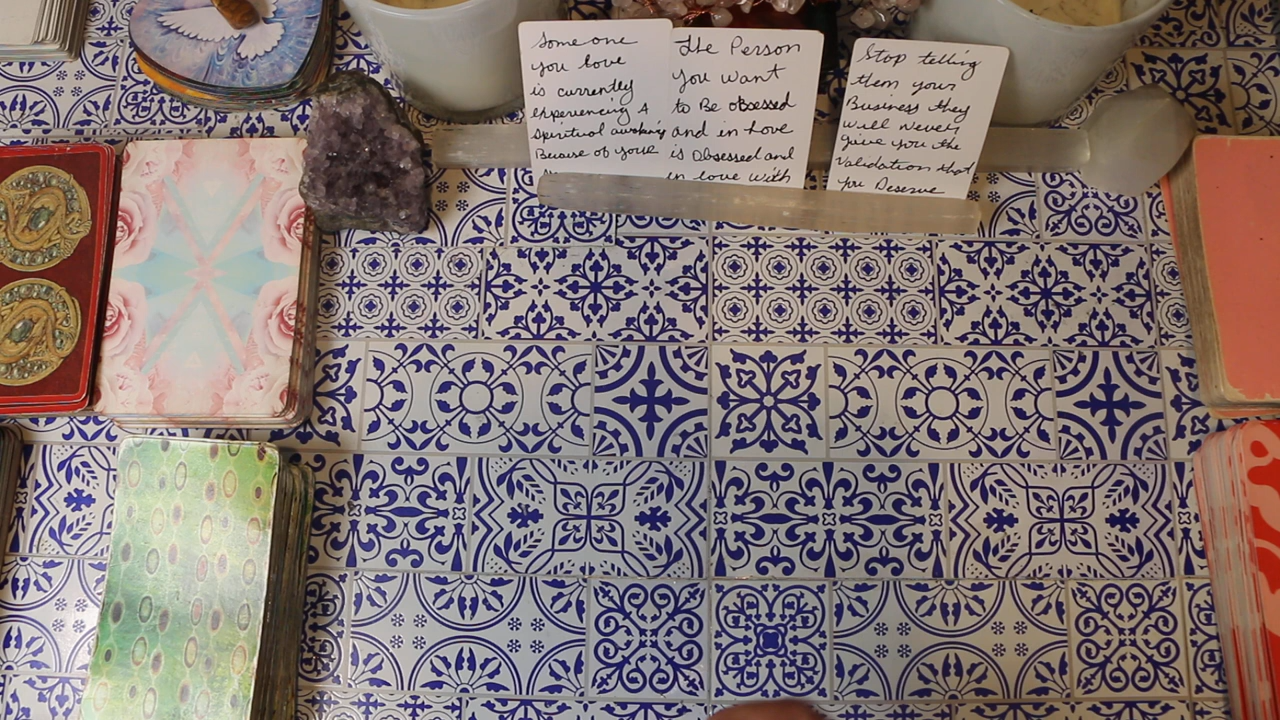 Someone
you love
is currently
experiencing A
Spiritual awaking
Because of your
The Person
you want
to Be obsessed
and in Love
is Obsessed and
in love with
Stop telling
them your
Business they
will never
give you the
Validation that
you Deserve